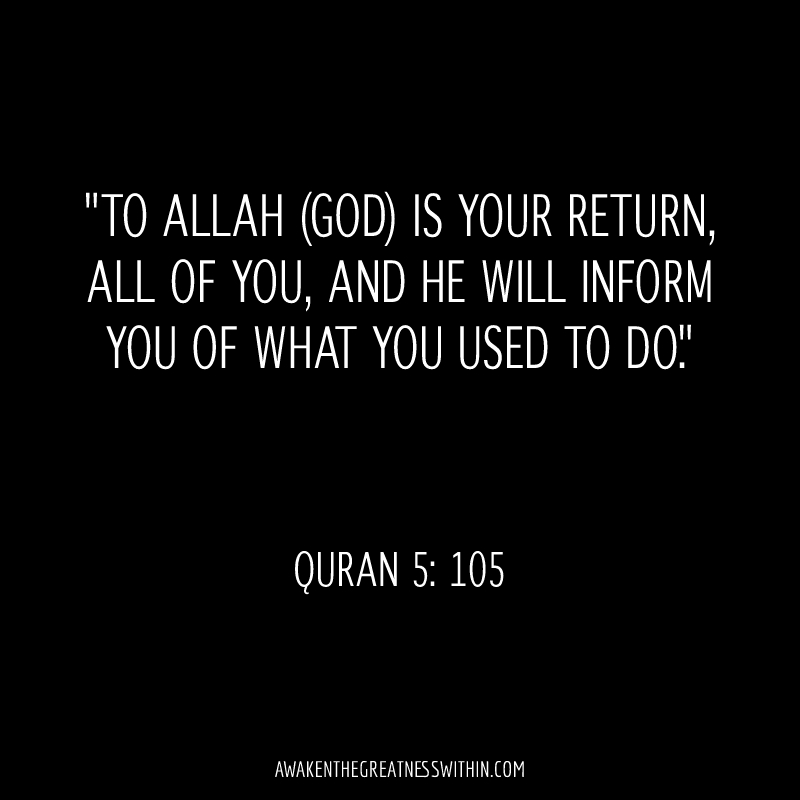 "TO ALLAH (GOD) IS YOUR RETURN,
ALL OF YOU, AND HE WILL INFORM
YOU OF WHAT YOU USED TO DO."
QURAN 5: 105
AWAKENTHEGREATNESSWITHIN.COM